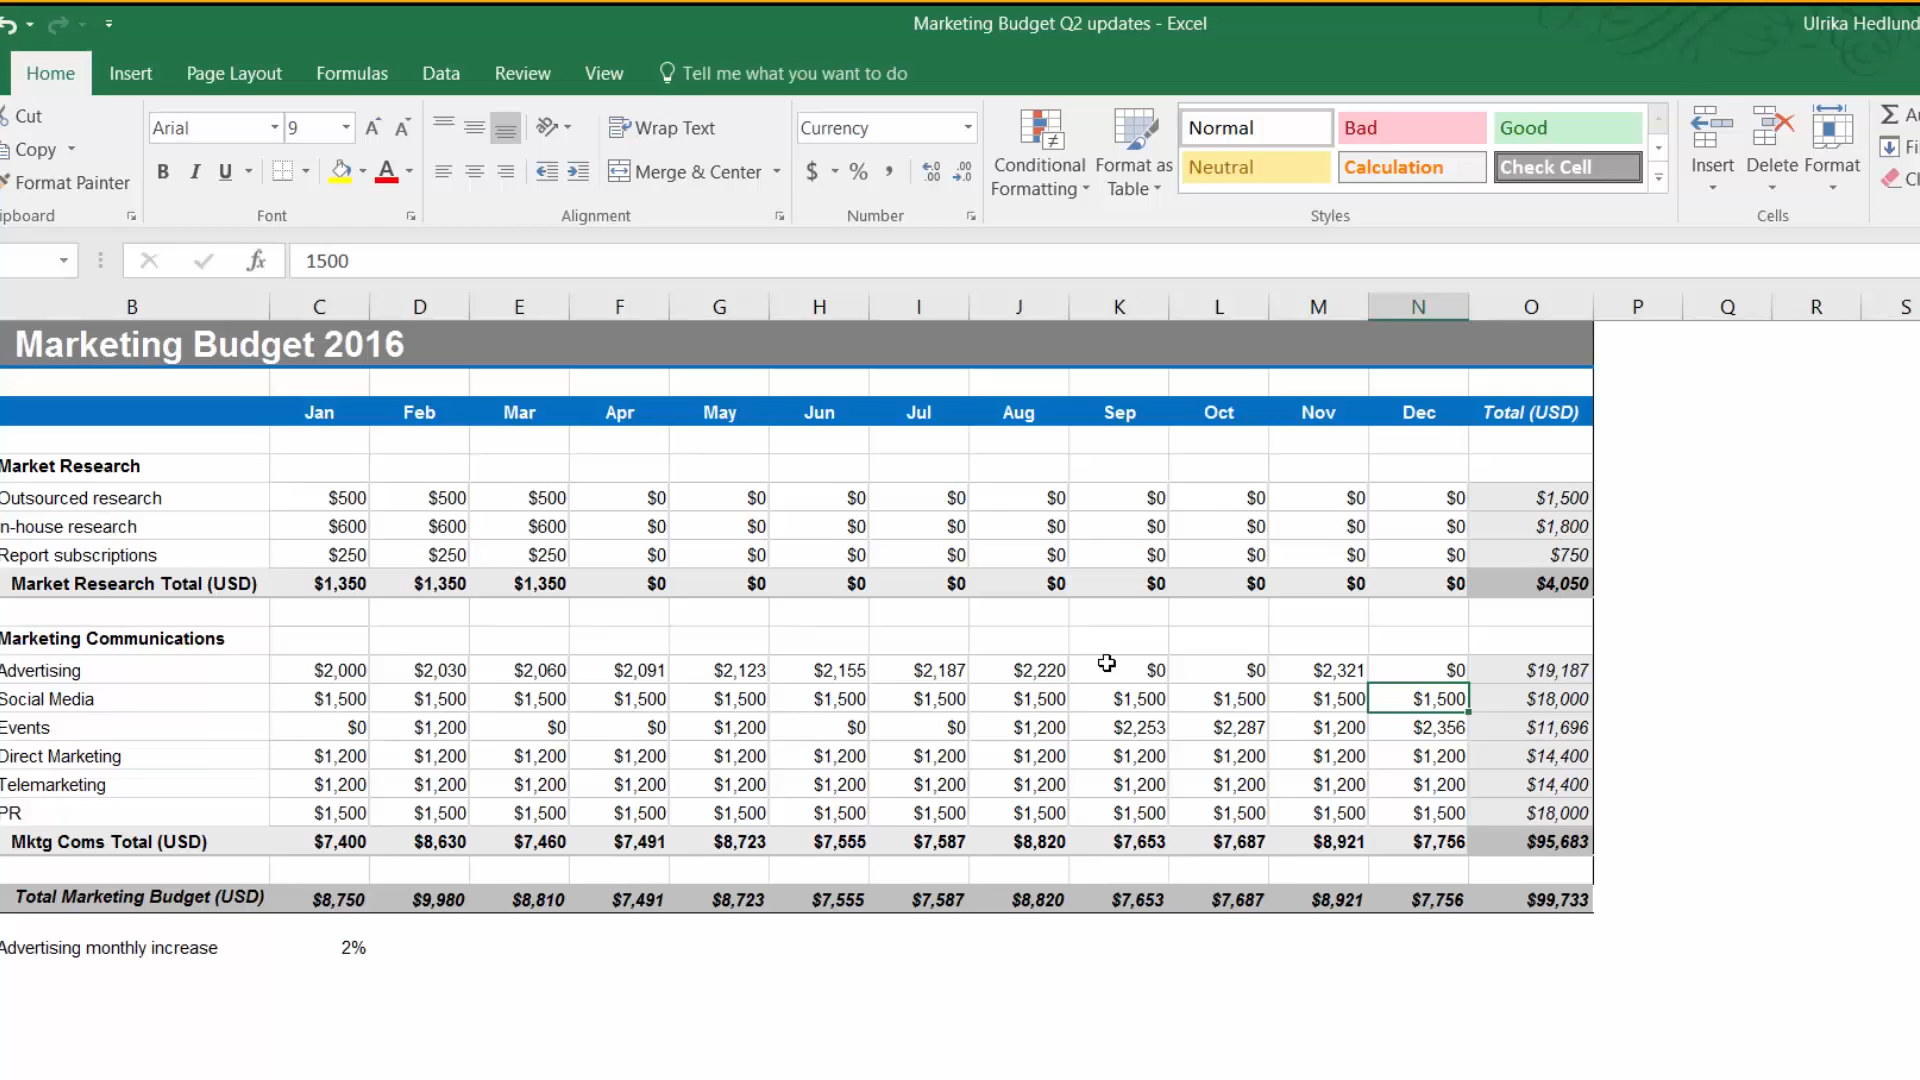 Marketing Budget Q2 updates - Excel
Ulrika Hedlund
Home Insert Page Layout Formulas Data Review View Tell me what you want to do
Cut
Copy
Format Painter
ipboard
Arial 9
B I U
Font
Wrap Text
Merge & Center
Alignment
Currency
$ % ,
Number
Conditional Formatting
Format as Table
Normal Bad Good
Neutral Calculation Check Cell
Styles
Insert Delete Format
Cells
fx 1500
B C D E F G H I J K L M N O P Q R S
Marketing Budget 2016
Jan Feb Mar Apr May Jun Jul Aug Sep Oct Nov Dec Total (USD)
Market Research
Outsourced research $500 $500 $500 $0 $0 $0 $0 $0 $0 $0 $0 $0 $1,500
n-house research $600 $600 $600 $0 $0 $0 $0 $0 $0 $0 $0 $0 $1,800
Report subscriptions $250 $250 $250 $0 $0 $0 $0 $0 $0 $0 $0 $0 $750
Market Research Total (USD) $1,350 $1,350 $1,350 $0 $0 $0 $0 $0 $0 $0 $0 $0 $4,050
Marketing Communications
Advertising $2,000 $2,030 $2,060 $2,091 $2,123 $2,155 $2,187 $2,220 $0 $0 $2,321 $0 $19,187
Social Media $1,500 $1,500 $1,500 $1,500 $1,500 $1,500 $1,500 $1,500 $1,500 $1,500 $1,500 $1,500 $18,000
Events $0 $1,200 $0 $0 $1,200 $0 $0 $1,200 $2,253 $2,287 $1,200 $2,356 $11,696
Direct Marketing $1,200 $1,200 $1,200 $1,200 $1,200 $1,200 $1,200 $1,200 $1,200 $1,200 $1,200 $1,200 $14,400
Telemarketing $1,200 $1,200 $1,200 $1,200 $1,200 $1,200 $1,200 $1,200 $1,200 $1,200 $1,200 $1,200 $14,400
PR $1,500 $1,500 $1,500 $1,500 $1,500 $1,500 $1,500 $1,500 $1,500 $1,500 $1,500 $1,500 $18,000
Mktg Coms Total (USD) $7,400 $8,630 $7,460 $7,491 $8,723 $7,555 $7,587 $8,820 $7,653 $7,687 $8,921 $7,756 $95,683
Total Marketing Budget (USD) $8,750 $9,980 $8,810 $7,491 $8,723 $7,555 $7,587 $8,820 $7,653 $7,687 $8,921 $7,756 $99,733
Advertising monthly increase 2%